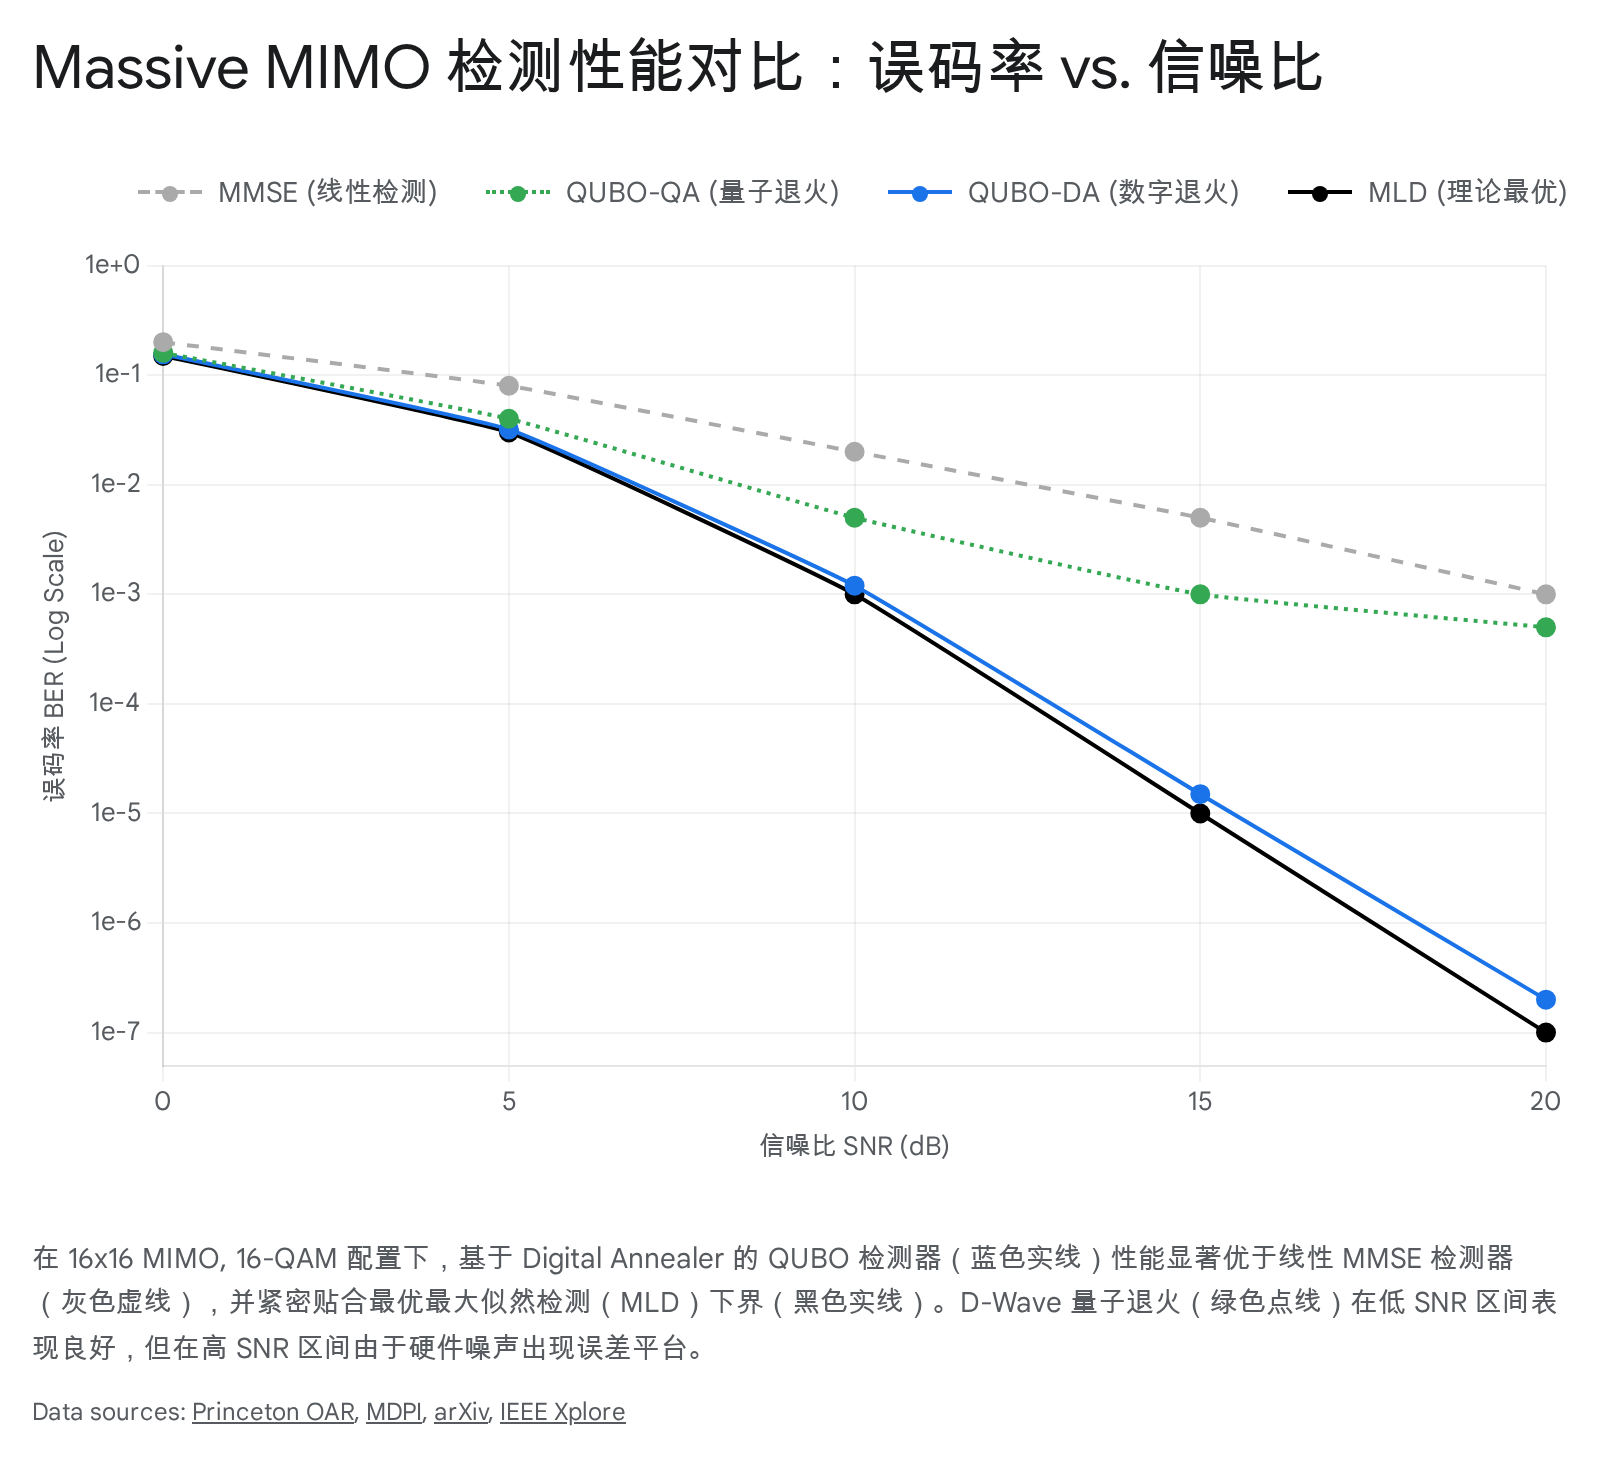 Massive MIMO 检测性能对比：误码率 vs. 信噪比
MMSE (线性检测)
QUBO-QA (量子退火)
QUBO-DA (数字退火)
MLD (理论最优)
1e+0
1e-1
1e-2
1e-3
1e-4
1e-5
1e-6
1e-7
误码率 BER (Log Scale)
0
5
10
15
20
信噪比 SNR (dB)
在 16x16 MIMO, 16-QAM 配置下，基于 Digital Annealer 的 QUBO 检测器（蓝色实线）性能显著优于线性 MMSE 检测器
（灰色虚线），并紧密贴合最优最大似然检测（MLD）下界（黑色实线）。D-Wave 量子退火（绿色点线）在低 SNR 区间表
现良好，但在高 SNR 区间由于硬件噪声出现误差平台。
Data sources: Princeton OAR, MDPI, arXiv, IEEE Xplore